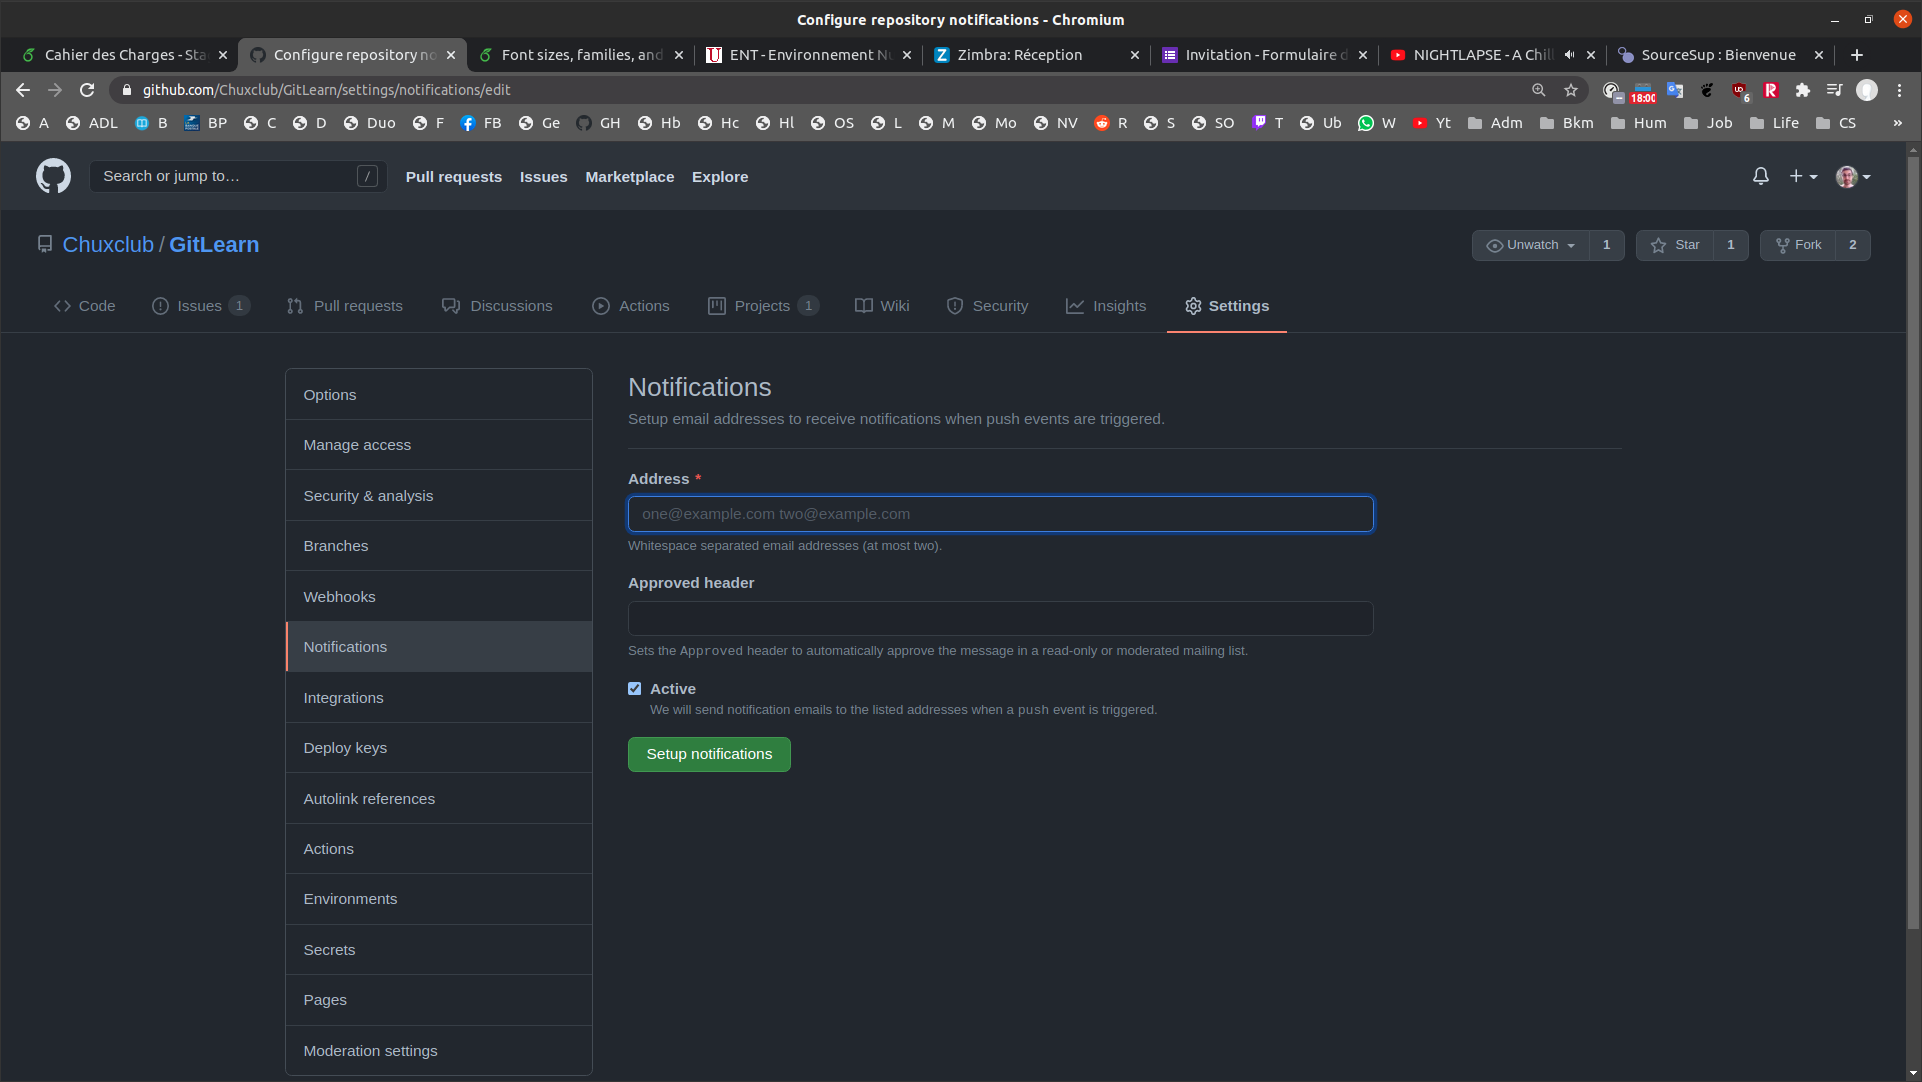 Configure repository notifications - Chromium
Cahier des Charges - Sta
Configure repository no
Font sizes, families, and
ENT - Environnement Nu
Zimbra: Réception
Invitation - Formulaire d
NIGHTLAPSE - A Chill
SourceSup : Bienvenue
github.com/Chuxclub/GitLearn/settings/notifications/edit
18:00
6
A ADL B BP C D Duo F FB Ge GH Hb Hc Hl OS L M Mo NV R S SO T Ub W Yt Adm Bkm Hum Job Life CS »
Search or jump to… /
Pull requests Issues Marketplace Explore
Chuxclub / GitLearn
Unwatch 1 Star 1 Fork 2
Code Issues 1 Pull requests Discussions Actions Projects 1 Wiki Security Insights Settings
Options
Manage access
Security & analysis
Branches
Webhooks
Notifications
Integrations
Deploy keys
Autolink references
Actions
Environments
Secrets
Pages
Moderation settings
Notifications
Setup email addresses to receive notifications when push events are triggered.
Address *
one@example.com two@example.com
Whitespace separated email addresses (at most two).
Approved header
Sets the Approved header to automatically approve the message in a read-only or moderated mailing list.
Active
We will send notification emails to the listed addresses when a push event is triggered.
Setup notifications